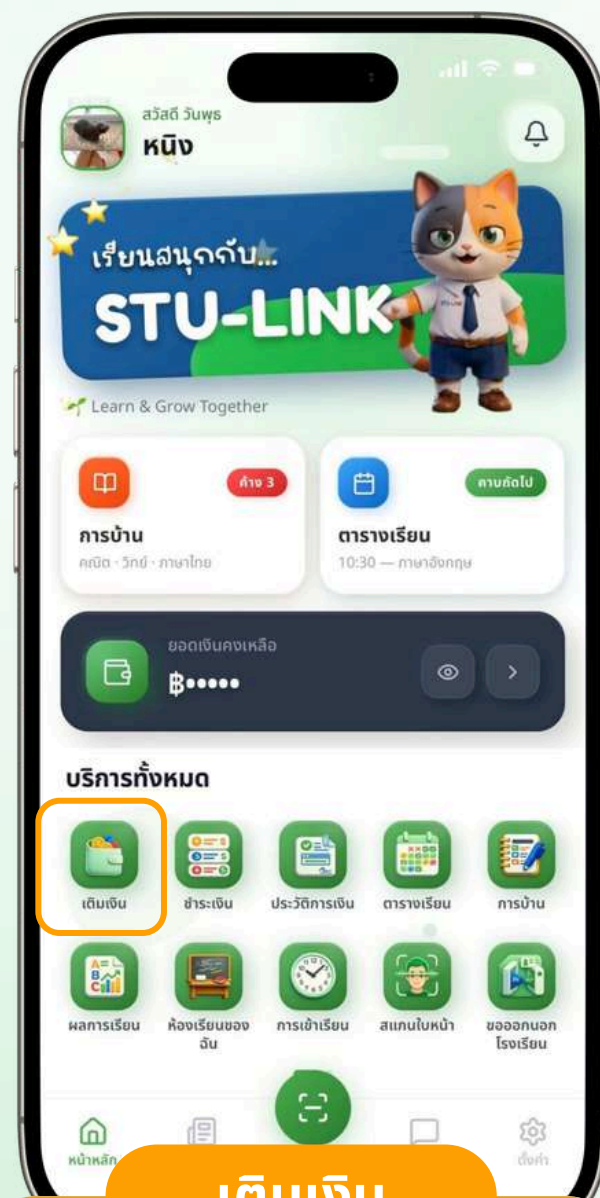 สวัสดี วันพุธ
หนิง
เรียนสนุกกับ...
STU-LINK
Learn & Grow Together
ค้าง 3
คาบถัดไป
การบ้าน
ตารางเรียน
คณิต · วิทย์ · ภาษาไทย
10:30 — ภาษาอังกฤษ
ยอดเงินคงเหลือ
฿•••••
บริการทั้งหมด
เติมเงิน
ชำระเงิน
ประวัติการเงิน
ตารางเรียน
การบ้าน
ผลการเรียน
ห้องเรียนของ
ฉัน
การเข้าเรียน
สแกนใบหน้า
ขอออกนอก
โรงเรียน
หน้าหลัก
ตั้งค่า
เติมเงิน